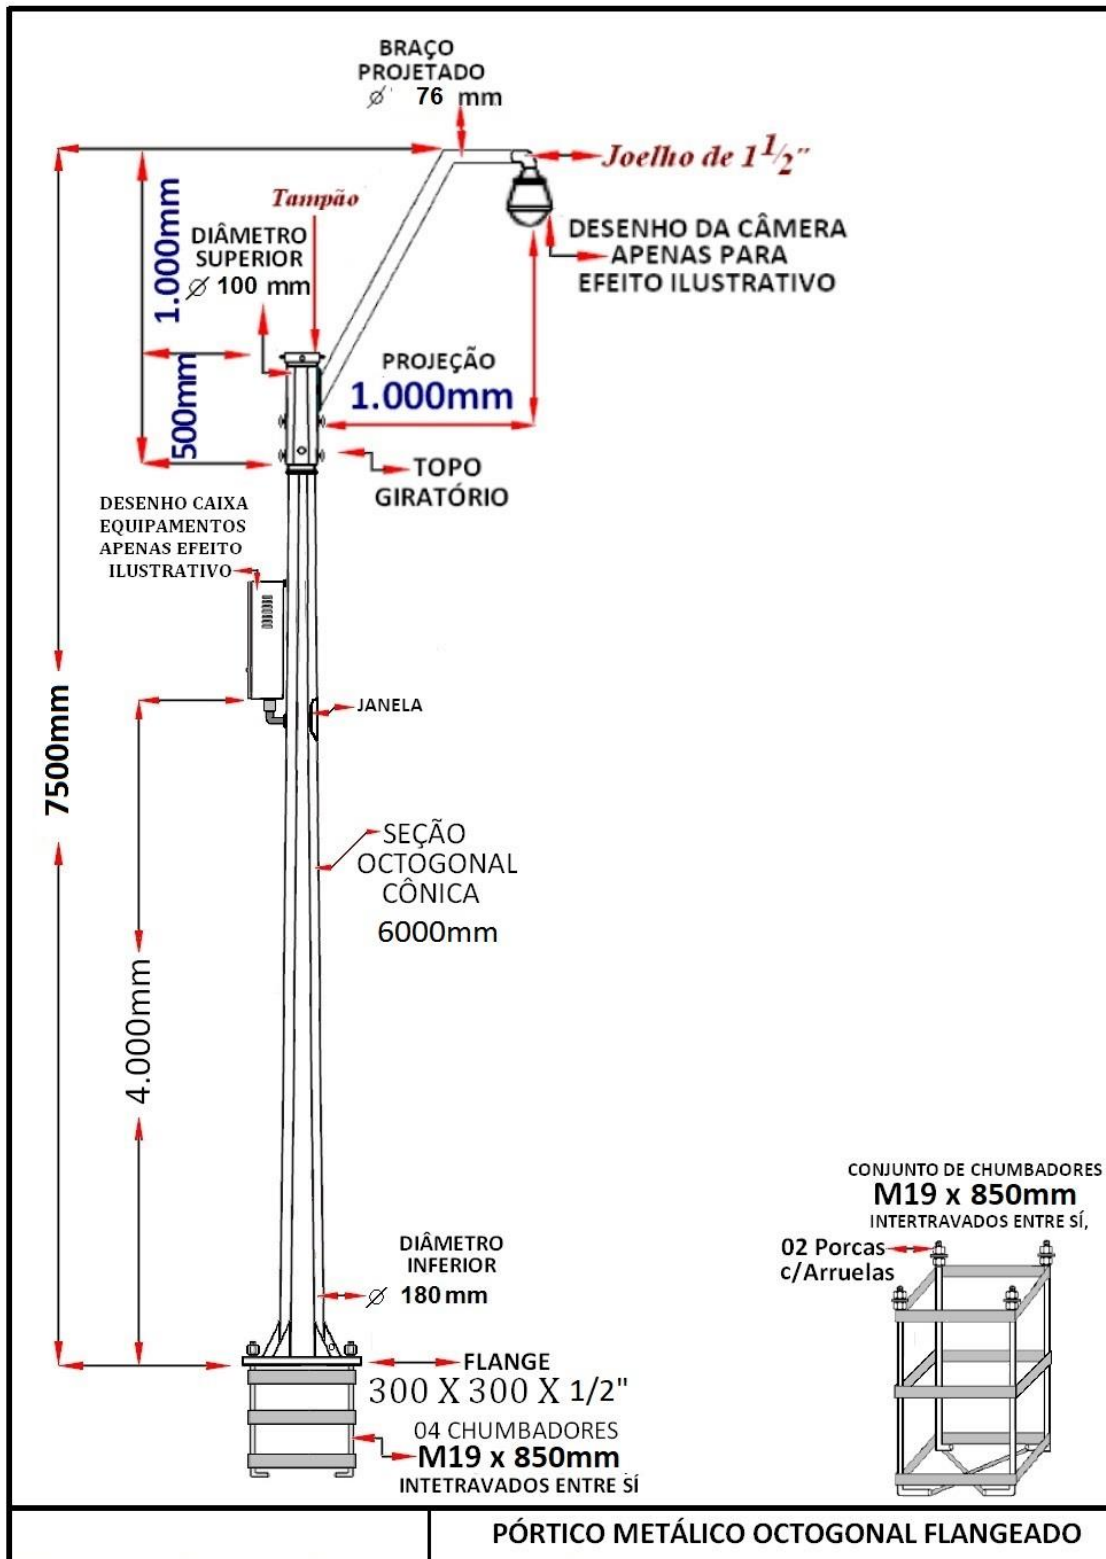 BRAÇO
PROJETADO
Ø 76 mm
Joelho de 1 1/2"
Tampão
DIÂMETRO
SUPERIOR
Ø 100 mm
1.000mm
500mm
DESENHO DA CÂMERA
APENAS PARA
EFEITO ILUSTRATIVO
PROJEÇÃO
1.000mm
TOPO
GIRATÓRIO
DESENHO CAIXA
EQUIPAMENTOS
APENAS EFEITO
ILUSTRATIVO
JANELA
7500mm
SEÇÃO
OCTOGONAL
CÔNICA
6000mm
4.000mm
DIÂMETRO
INFERIOR
Ø 180 mm
FLANGE
300 X 300 X 1/2"
04 CHUMBADORES
M19 x 850mm
INTETRAVADOS ENTRE SÍ
CONJUNTO DE CHUMBADORES
M19 x 850mm
INTERTRAVADOS ENTRE SÍ,
02 Porcas
c/Arruelas
PÓRTICO METÁLICO OCTOGONAL FLANGEADO